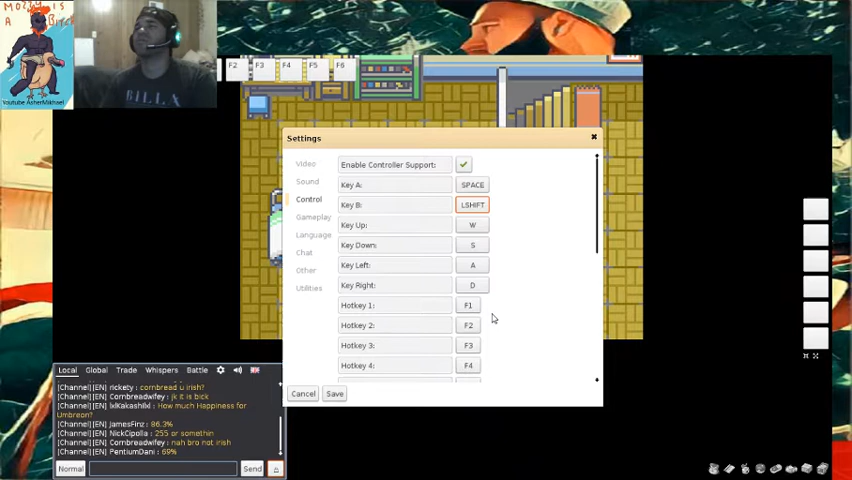 MOZZY IS
A BITCH
Youtube AsherMikhael
BILLA
F2 F3 F4 F5 F6
Settings
Video
Sound
Control
Gameplay
Language
Chat
Other
Utilities
Enable Controller Support:
Key A: SPACE
Key B: LSHIFT
Key Up: W
Key Down: S
Key Left: A
Key Right: D
Hotkey 1: F1
Hotkey 2: F2
Hotkey 3: F3
Hotkey 4: F4
Cancel Save
Local Global Trade Whispers Battle
[Channel][EN] rickety : cornbread u irish?
[Channel][EN] Cornbreadwifey : jk it is bick
[Channel][EN] lxlKakashilxl : How much Happiness for
Umbreon?
[Channel][EN] JamesFinz : 86.3%
[Channel][EN] NickCipolla : 255 or somethin
[Channel][EN] Cornbreadwifey : nah bro not irish
[Channel][EN] PentiumDani : 69%
Normal Send